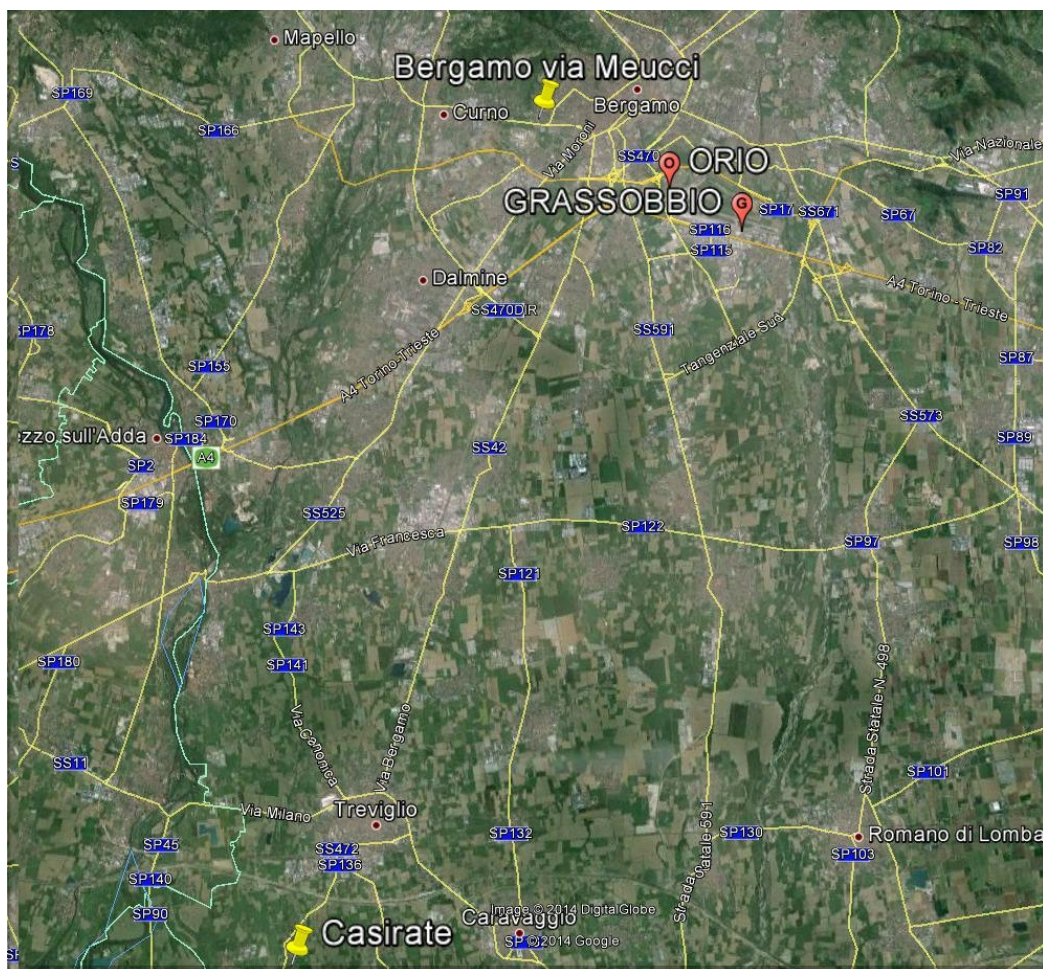 Mapello
Bergamo via Meucci
SP169
Curno
Bergamo
SP166
Via Moroni
SS470
ORIO
Via Nazionale
O
GRASSOBBIO
G
SP17
SS671
SP67
SP91
SP116
SP115
SP82
Dalmine
A4 Torino - Trieste
SS470DIR
SP178
SS591
Tangenziale Sud
A4 Torino-Trieste
SP155
SP87
SP170
SS573
ezzo sull'Adda
SP184
SS42
SP89
SP2
A4
SP179
SS525
Via Francesca
SP122
SP97
SP98
SP121
SP143
SP180
SP141
Strada Statale N 498
Via Canonica
Via Bergamo
SS11
SP101
Via Milano
Treviglio
SP45
SP132
Strada Statale 591
SP130
Romano di Lomba
SS472
SP136
SP103
SP140
SP90
Image © 2014 DigitalGlobe
Caravaggio
Casirate
© 2014 Google